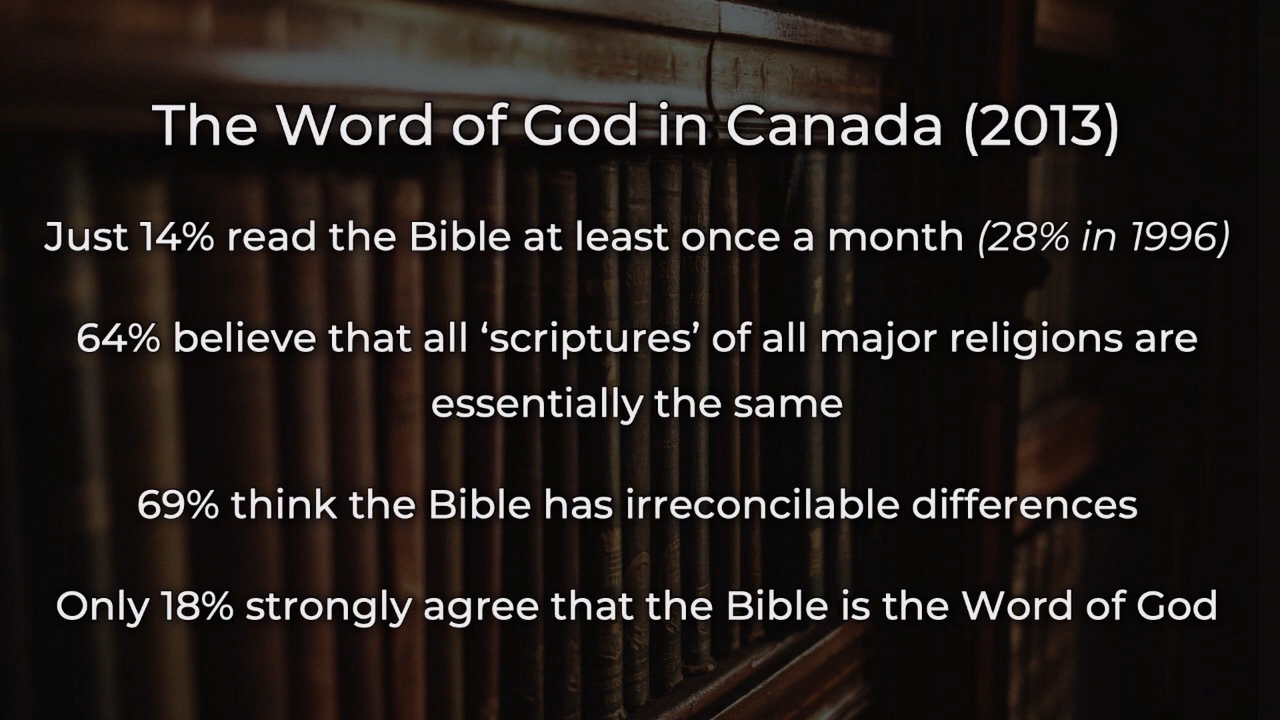 The Word of God in Canada (2013)
Just 14% read the Bible at least once a month (28% in 1996)
64% believe that all ‘scriptures’ of all major religions are
essentially the same
69% think the Bible has irreconcilable differences
Only 18% strongly agree that the Bible is the Word of God